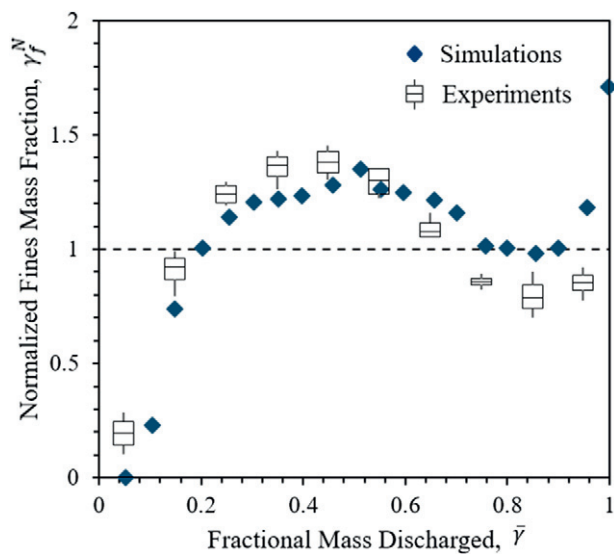 2
1.5
1
0.5
0
Normalized Fines Mass Fraction, γ_f^N
Simulations
Experiments
0 0.2 0.4 0.6 0.8 1
Fractional Mass Discharged, γ̄